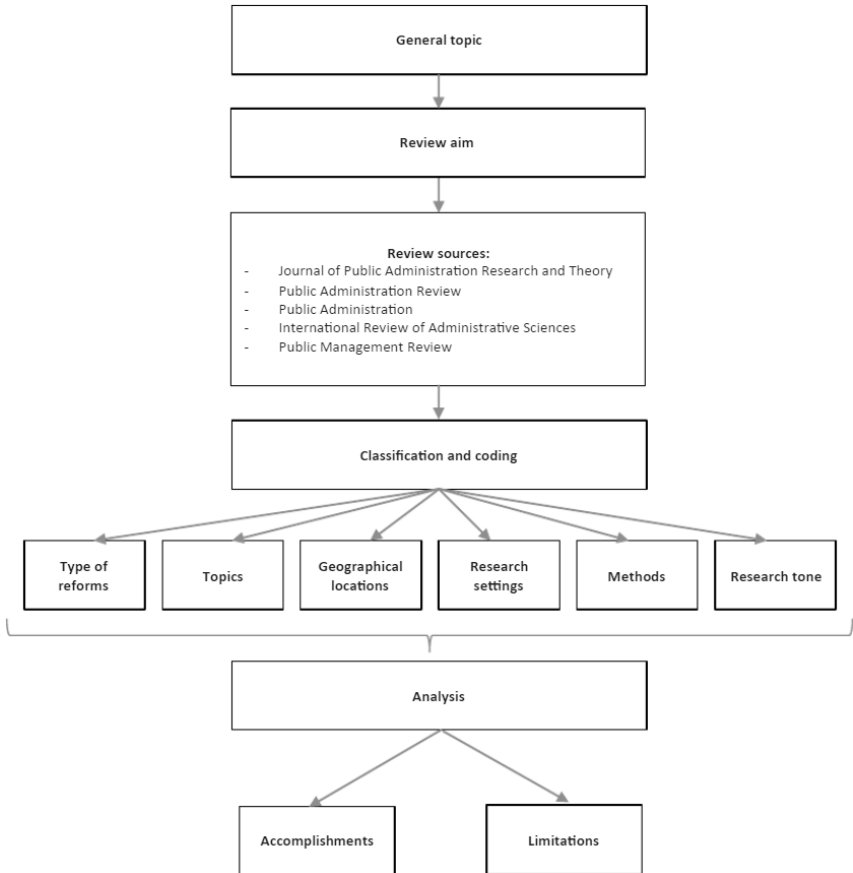 General topic
Review aim
Review sources:
- Journal of Public Administration Research and Theory
- Public Administration Review
- Public Administration
- International Review of Administrative Sciences
- Public Management Review
Classification and coding
Type of
reforms
Topics
Geographical
locations
Research
settings
Methods
Research tone
Analysis
Accomplishments
Limitations